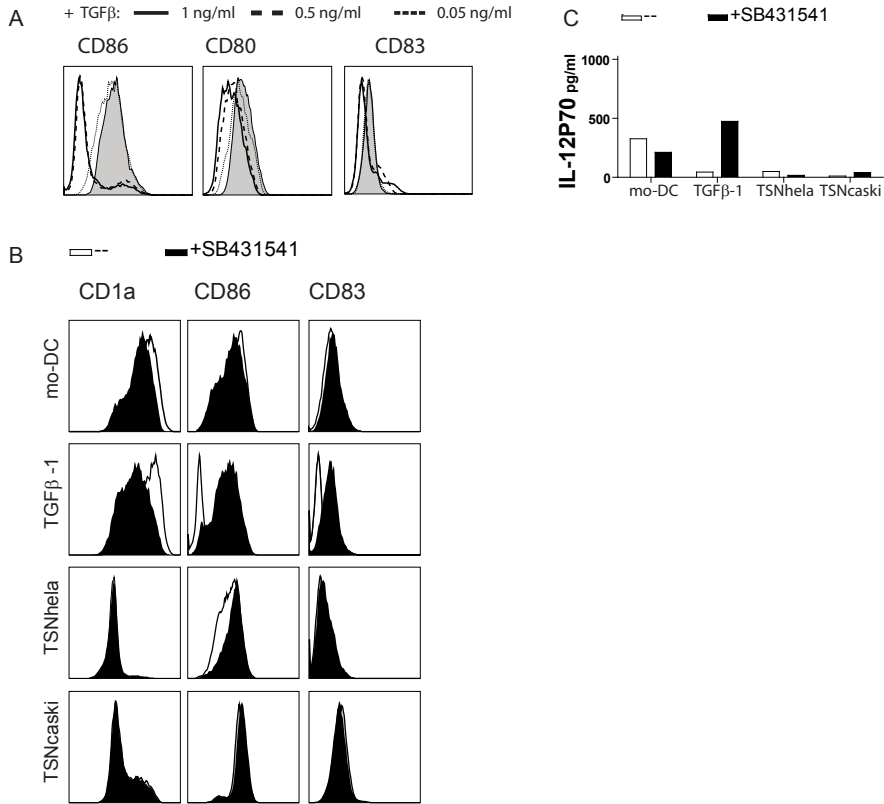 A
+ TGFβ: 1 ng/ml 0.5 ng/ml 0.05 ng/ml
CD86 CD80 CD83
B
-- +SB431541
CD1a CD86 CD83
mo-DC
TGFβ -1
TSNhela
TSNcaski
C
-- +SB431541
IL-12P70 pg/ml
1000
500
0
mo-DC TGFβ-1 TSNhela TSNcaski